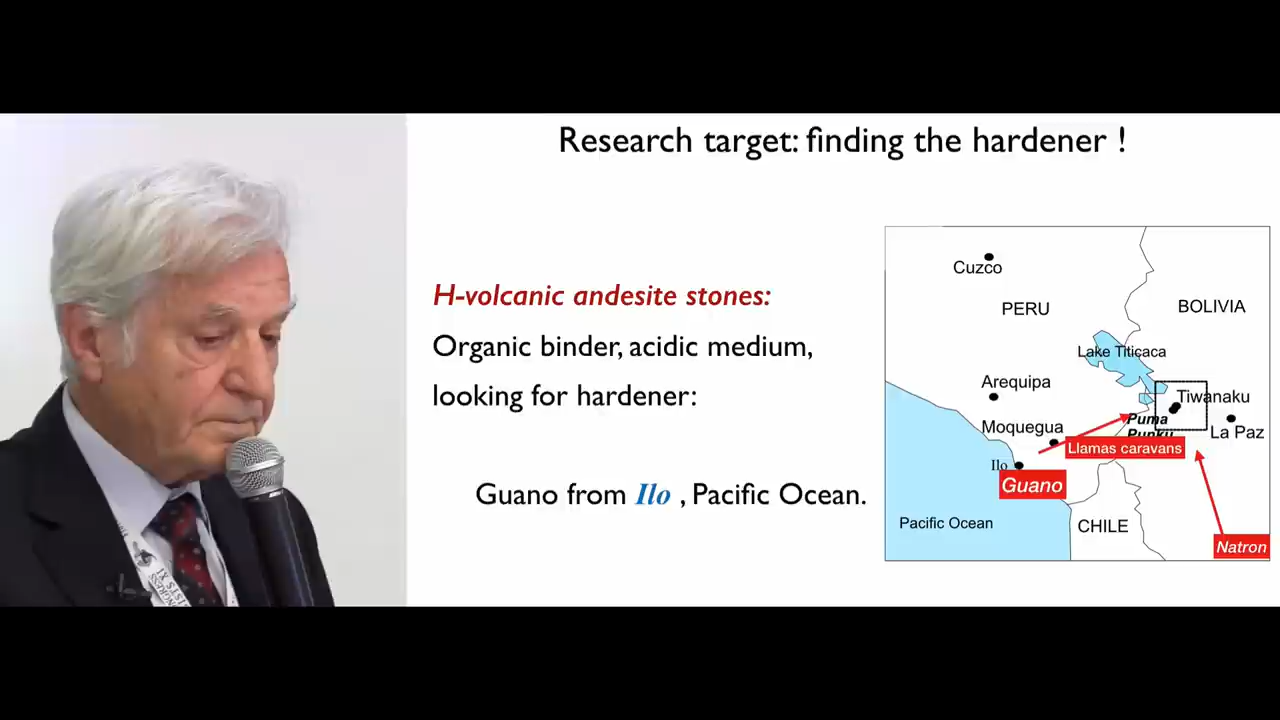 Research target: finding the hardener !
H-volcanic andesite stones:
Organic binder, acidic medium,
looking for hardener:
Guano from Ilo , Pacific Ocean.
Cuzco
PERU
BOLIVIA
Lake Titicaca
Arequipa
Tiwanaku
Moquegua
Puma
Punku
La Paz
Llamas caravans
Ilo
Guano
Pacific Ocean
CHILE
Natron